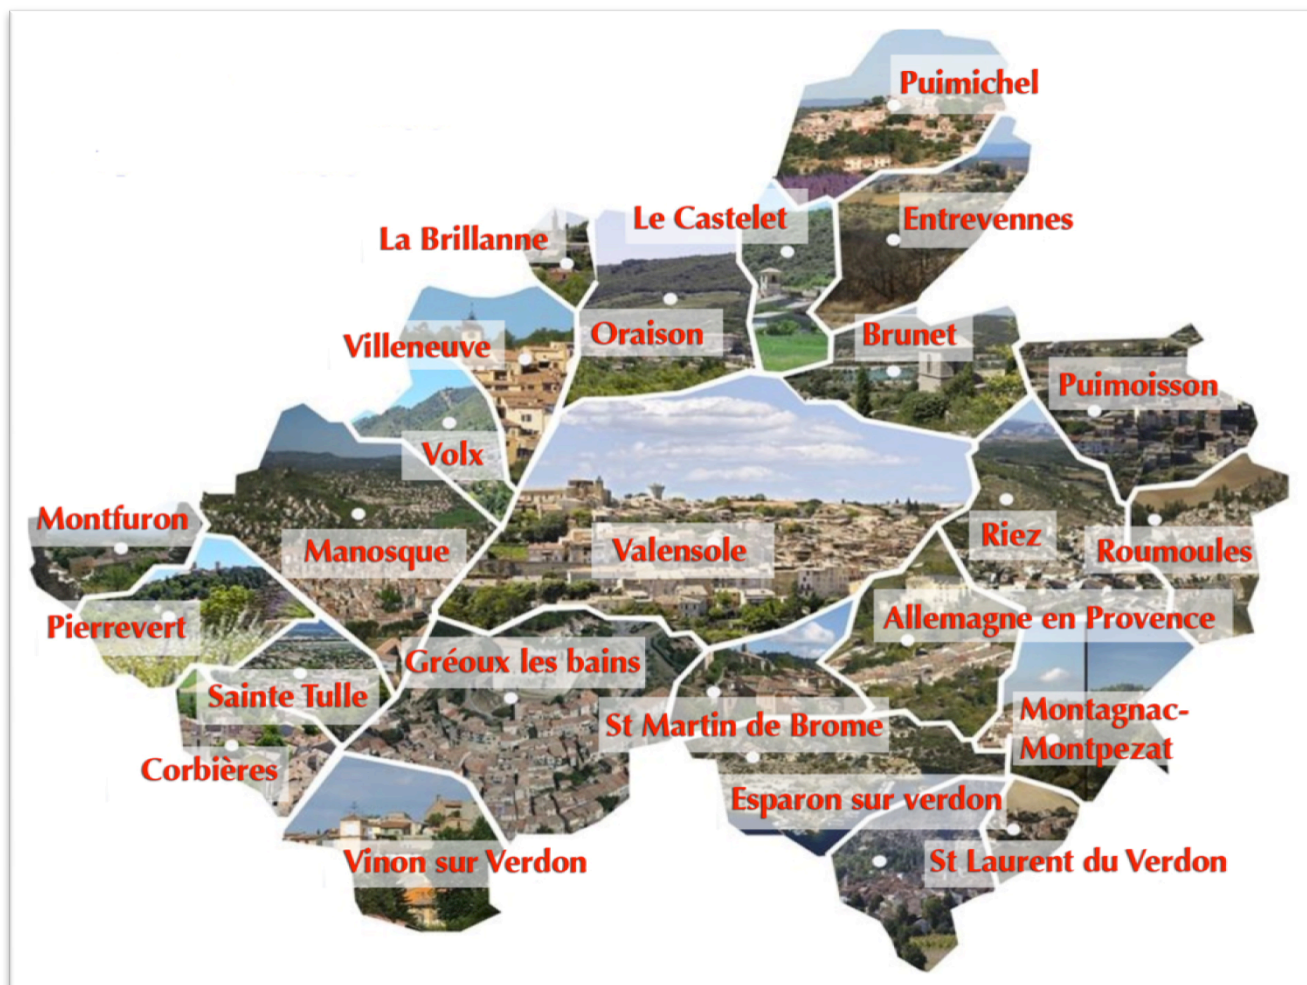 Puimichel
Le Castelet
Entrevennes
La Brillanne
Villeneuve
Oraison
Brunet
Puimoisson
Volx
Montfuron
Manosque
Valensole
Riez
Roumoules
Pierrevert
Allemagne en Provence
Gréoux les bains
Sainte Tulle
St Martin de Brome
Montagnac-
Montpezat
Corbières
Esparon sur verdon
Vinon sur Verdon
St Laurent du Verdon